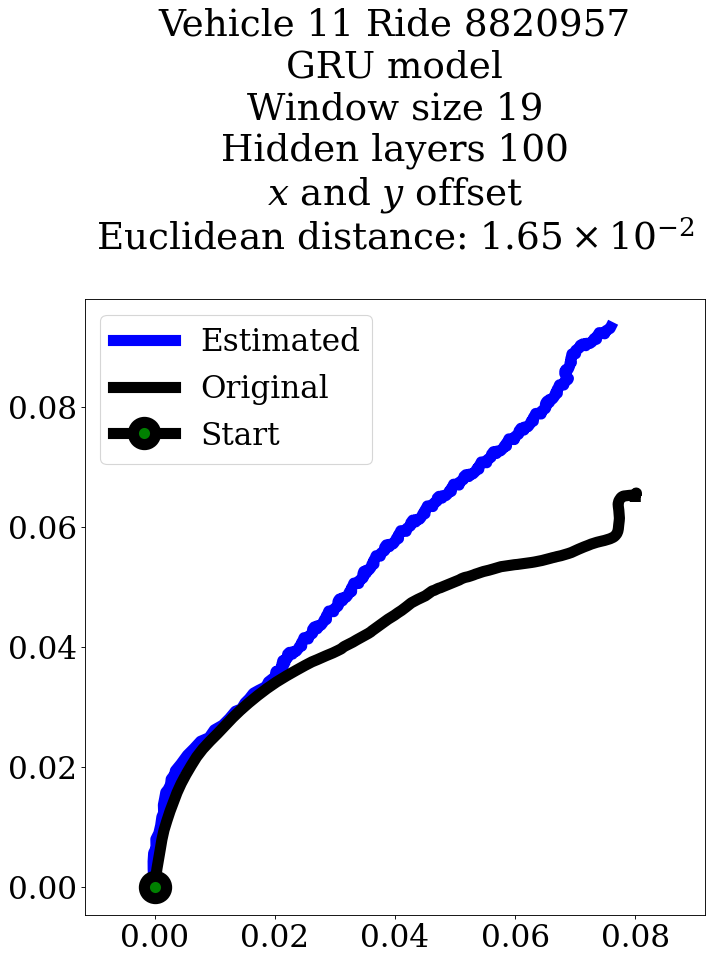 Vehicle 11 Ride 8820957
GRU model
Window size 19
Hidden layers 100
x and y offset
Euclidean distance: 1.65 × 10⁻²
Estimated
Original
Start
0.08
0.06
0.04
0.02
0.00
0.00 0.02 0.04 0.06 0.08